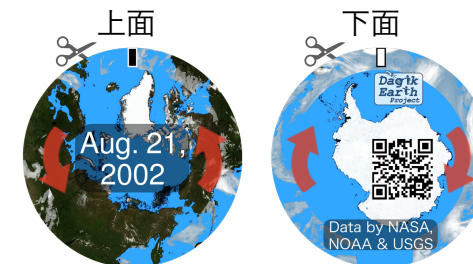 上面
下面
Aug. 21,
2002
Dagik
Earth
Project
Data by NASA,
NOAA & USGS